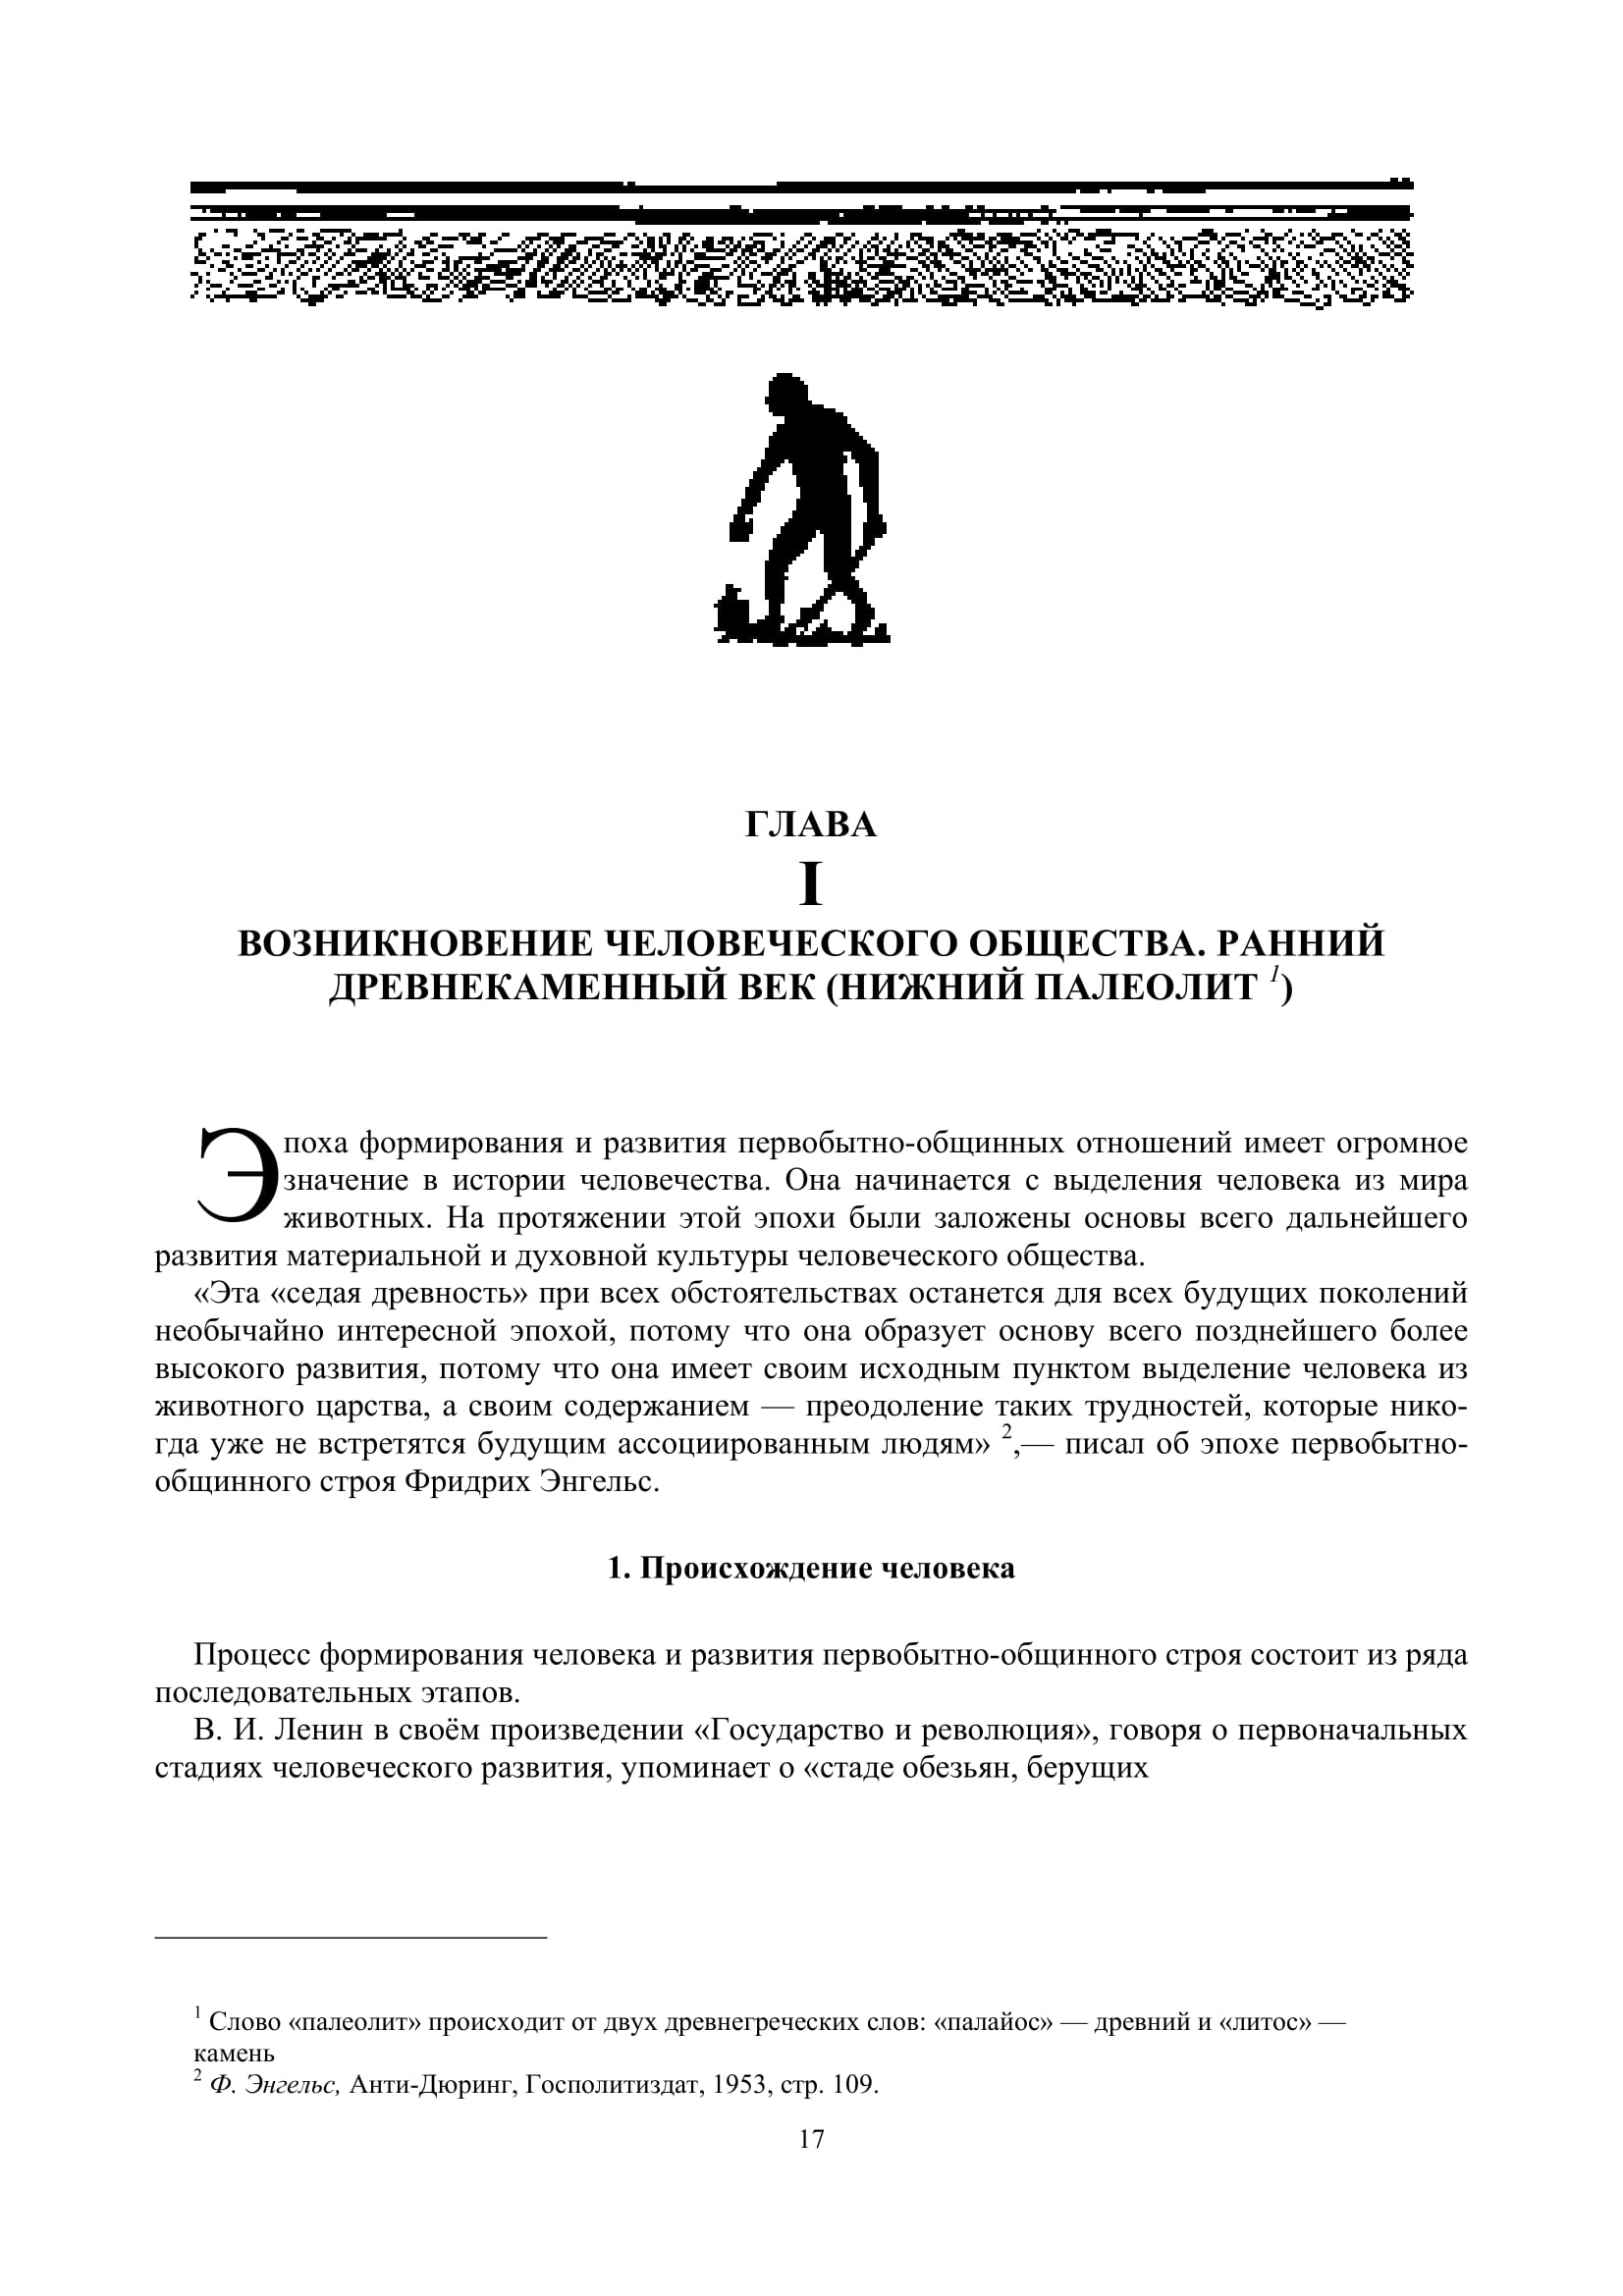 ГЛАВА
I
ВОЗНИКНОВЕНИЕ ЧЕЛОВЕЧЕСКОГО ОБЩЕСТВА. РАННИЙ
ДРЕВНЕКАМЕННЫЙ ВЕК (НИЖНИЙ ПАЛЕОЛИТ 1)
Эпоха формирования и развития первобытно-общинных отношений имеет огромное
значение в истории человечества. Она начинается с выделения человека из мира
животных. На протяжении этой эпохи были заложены основы всего дальнейшего
развития материальной и духовной культуры человеческого общества.
«Эта «седая древность» при всех обстоятельствах останется для всех будущих поколений
необычайно интересной эпохой, потому что она образует основу всего позднейшего более
высокого развития, потому что она имеет своим исходным пунктом выделение человека из
животного царства, а своим содержанием — преодоление таких трудностей, которые нико-
гда уже не встретятся будущим ассоциированным людям» 2,— писал об эпохе первобытно-
общинного строя Фридрих Энгельс.
1. Происхождение человека
Процесс формирования человека и развития первобытно-общинного строя состоит из ряда
последовательных этапов.
В. И. Ленин в своём произведении «Государство и революция», говоря о первоначальных
стадиях человеческого развития, упоминает о «стаде обезьян, берущих
1 Слово «палеолит» происходит от двух древнегреческих слов: «палайос» — древний и «литос» —
камень
2 Ф. Энгельс, Анти-Дюринг, Госполитиздат, 1953, стр. 109.
17